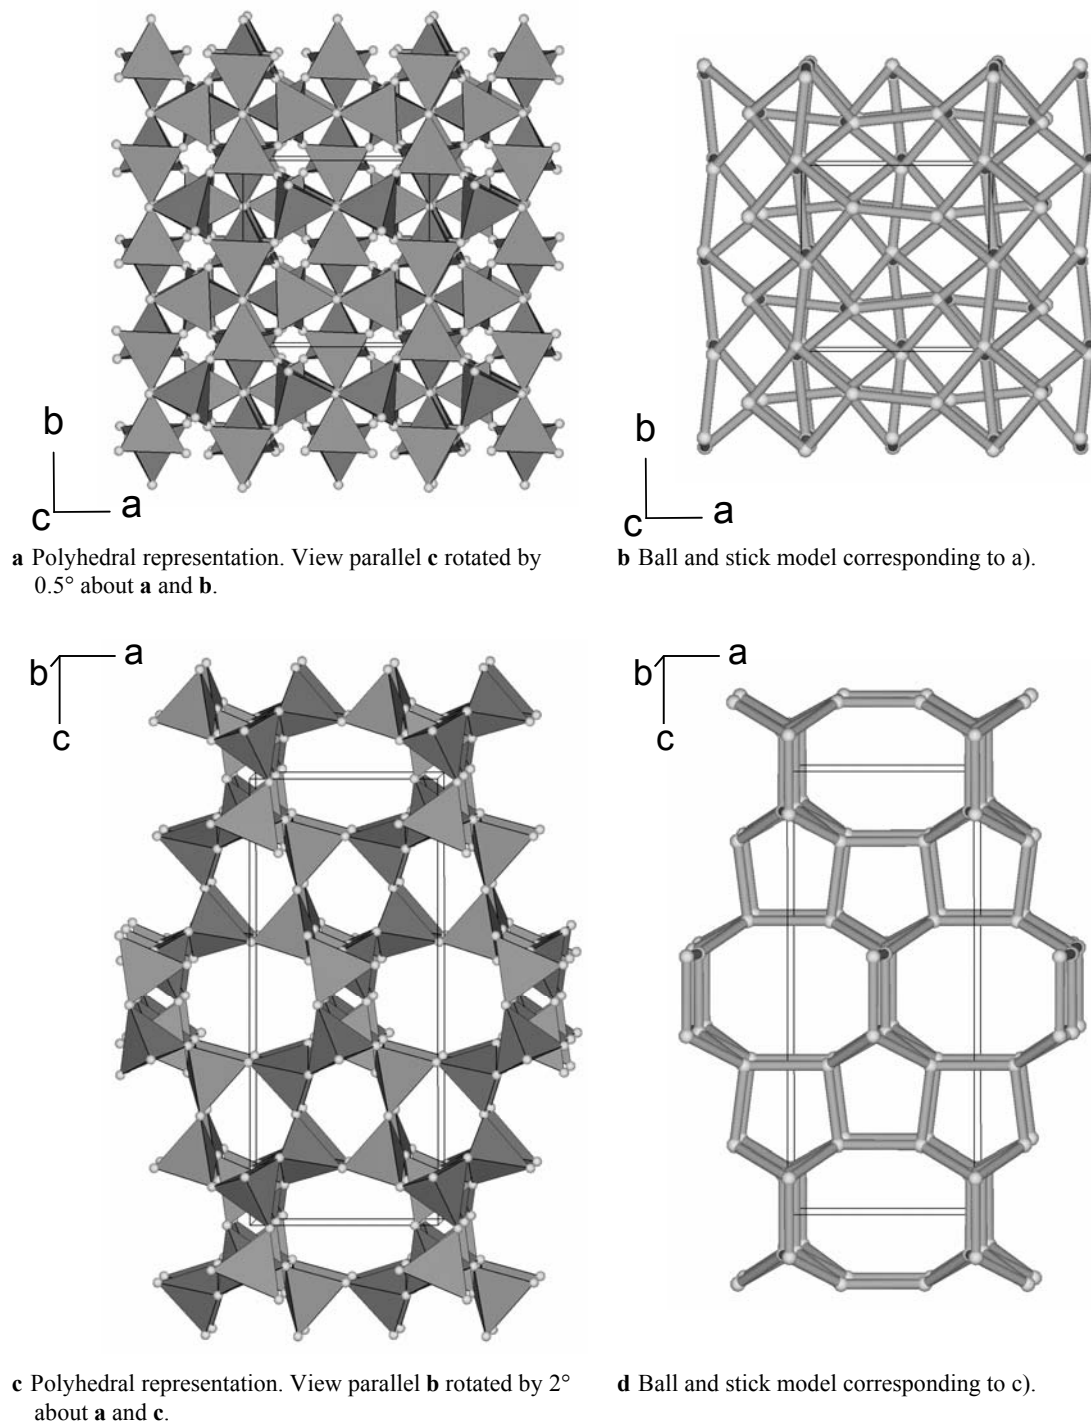 b
c a
b
c a
a Polyhedral representation. View parallel c rotated by
0.5° about a and b.
b Ball and stick model corresponding to a).
b a
c
b a
c
c Polyhedral representation. View parallel b rotated by 2°
about a and c.
d Ball and stick model corresponding to c).